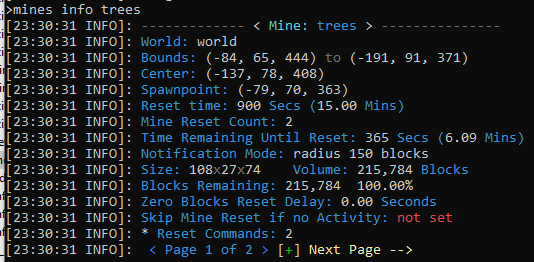 >mines info trees
[23:30:31 INFO]: ------------- < Mine: trees > ---------------
[23:30:31 INFO]: World: world
[23:30:31 INFO]: Bounds: (-84, 65, 444) to (-191, 91, 371)
[23:30:31 INFO]: Center: (-137, 78, 408)
[23:30:31 INFO]: Spawnpoint: (-79, 70, 363)
[23:30:31 INFO]: Reset time: 900 Secs (15.00 Mins)
[23:30:31 INFO]: Mine Reset Count: 2
[23:30:31 INFO]: Time Remaining Until Reset: 365 Secs (6.09 Mins)
[23:30:31 INFO]: Notification Mode: radius 150 blocks
[23:30:31 INFO]: Size: 108x27x74    Volume: 215,784 Blocks
[23:30:31 INFO]: Blocks Remaining: 215,784  100.00%
[23:30:31 INFO]: Zero Blocks Reset Delay: 0.00 Seconds
[23:30:31 INFO]: Skip Mine Reset if no Activity: not set
[23:30:31 INFO]: * Reset Commands: 2
[23:30:31 INFO]:  < Page 1 of 2 > [+] Next Page -->